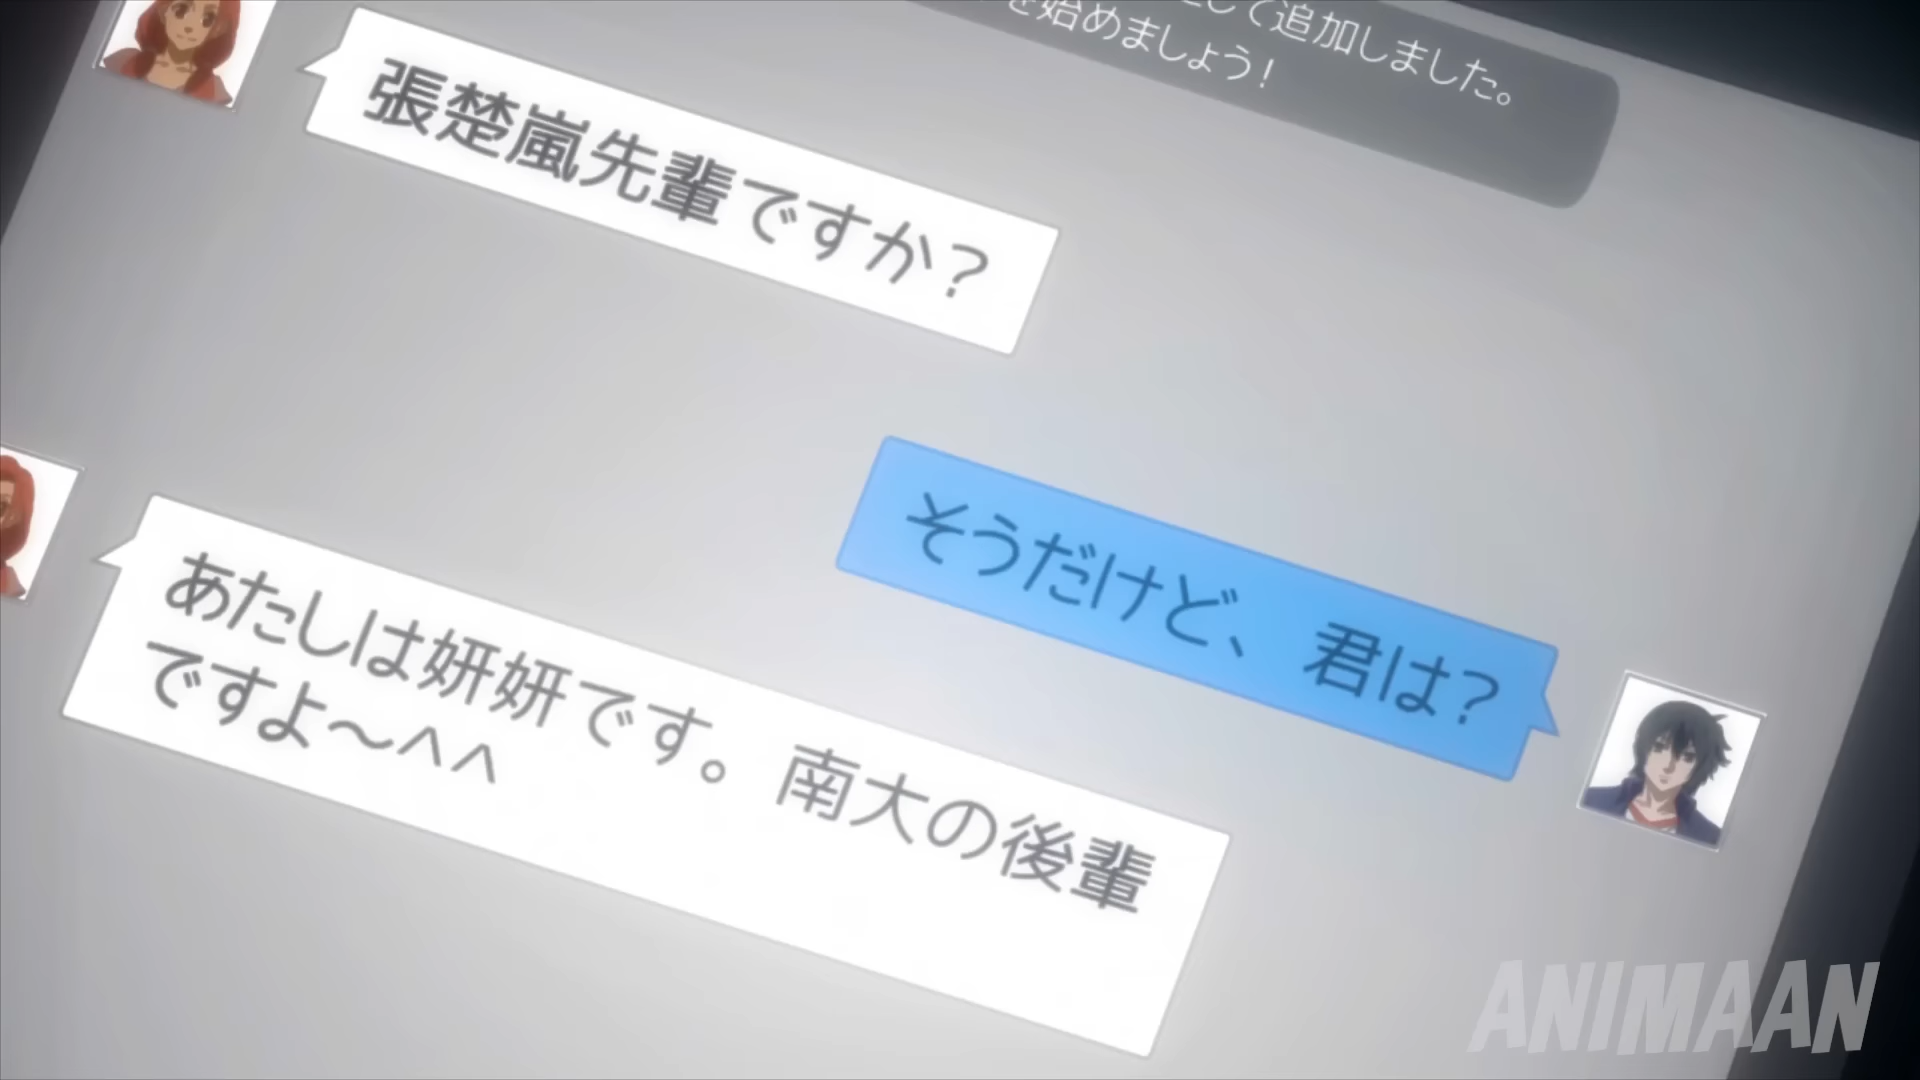 して追加しました。
を始めましょう!
張楚嵐先輩ですか?
そうだけど、君は?
あたしは妍妍です。南大の後輩
ですよ～^^
ANIMAAN